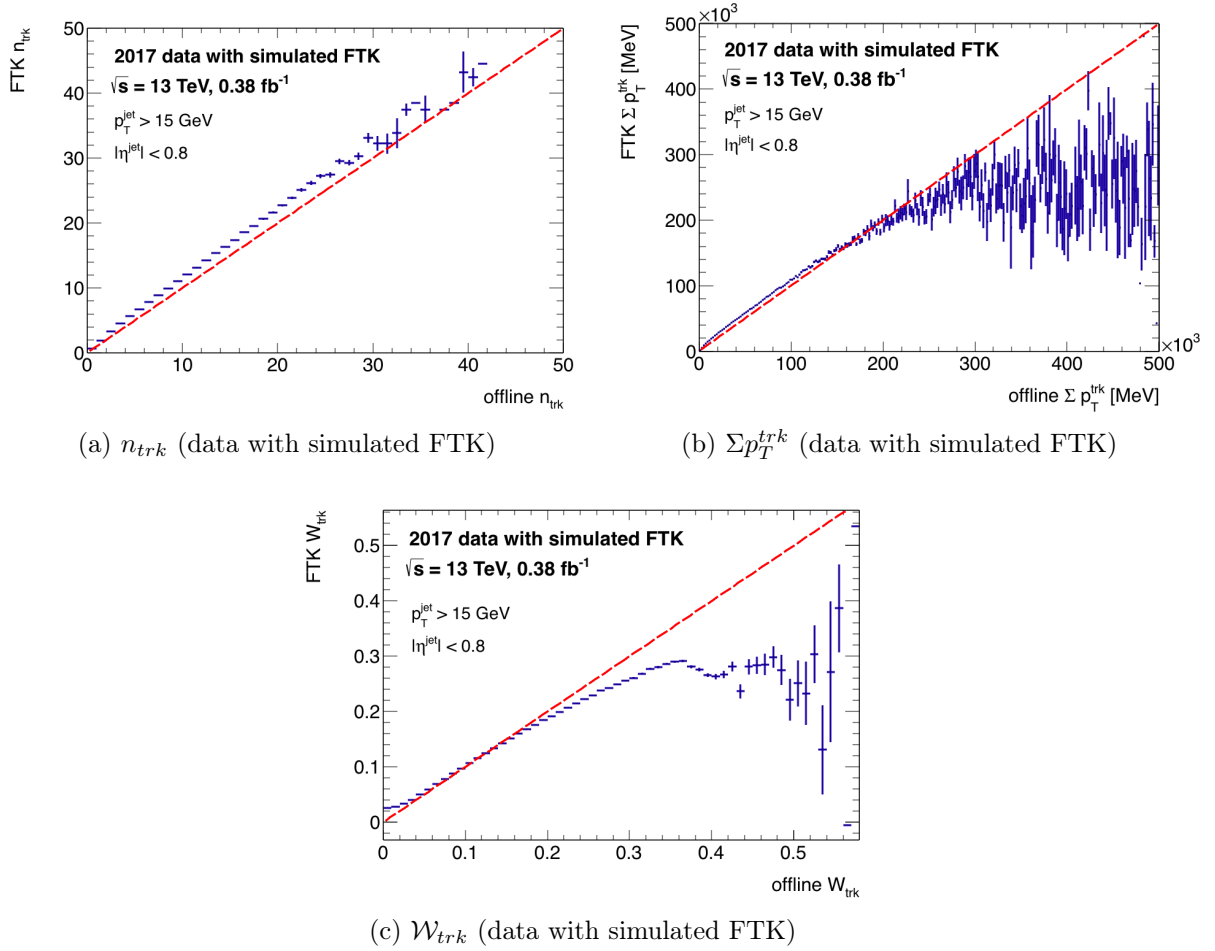 FTK n_trk
50
40
30
20
10
0
2017 data with simulated FTK
√s = 13 TeV, 0.38 fb⁻¹
p_T^jet > 15 GeV
|η^jet| < 0.8
0 10 20 30 40 50
offline n_trk
(a) n_trk (data with simulated FTK)
×10³
FTK Σ p_T^trk [MeV]
500
400
300
200
100
0
2017 data with simulated FTK
√s = 13 TeV, 0.38 fb⁻¹
p_T^jet > 15 GeV
|η^jet| < 0.8
×10³
0 100 200 300 400 500
offline Σ p_T^trk [MeV]
(b) Σp_T^trk (data with simulated FTK)
FTK W_trk
0.5
0.4
0.3
0.2
0.1
0
2017 data with simulated FTK
√s = 13 TeV, 0.38 fb⁻¹
p_T^jet > 15 GeV
|η^jet| < 0.8
0 0.1 0.2 0.3 0.4 0.5
offline W_trk
(c) 𝒲_trk (data with simulated FTK)